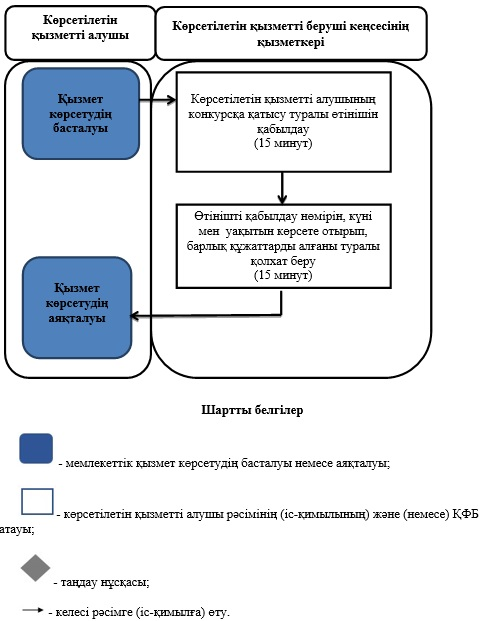 Көрсетілетін
қызметті алушы
Көрсетілетін қызметті беруші кеңсесінің
қызметкері
Қызмет
көрсетудің
басталуы
Көрсетілетін қызметті алушының
конкурсқа қатысу туралы өтінішін
қабылдау
(15 минут)
Өтінішті қабылдау нөмірін, күні
мен уақытын көрсете отырып,
барлық құжаттарды алғаны туралы
қолхат беру
(15 минут)
Қызмет
көрсетудің
аяқталуы
Шартты белгілер
- мемлекеттік қызмет көрсетудің басталуы немесе аяқталуы;
- көрсетілетін қызметті алушы рәсімінің (іс-қимылының) және (немесе) ҚФБ
атауы;
- таңдау нұсқасы;
- келесі рәсімге (іс-қимылға) өту.